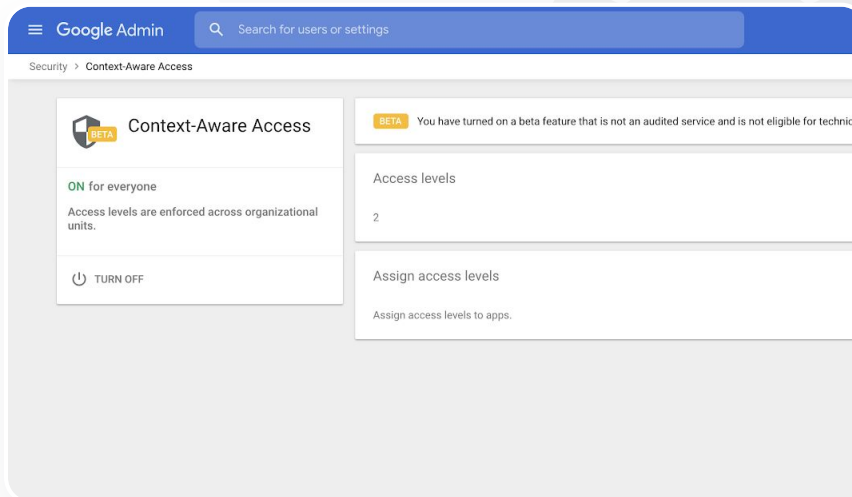 Google Admin
Search for users or settings
Security > Context-Aware Access
BETA
Context-Aware Access
ON for everyone
Access levels are enforced across organizational
units.
TURN OFF
BETA You have turned on a beta feature that is not an audited service and is not eligible for
Access levels
2
Assign access levels
Assign access levels to apps.